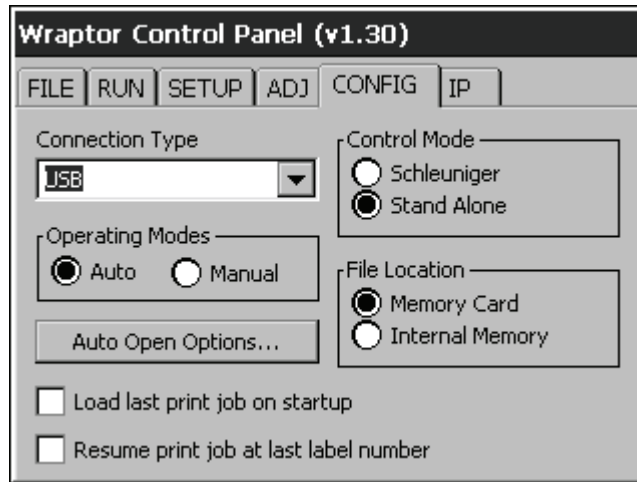 Wraptor Control Panel (v1.30)
FILE RUN SETUP ADJ CONFIG IP
Connection Type
USB
Operating Modes
Auto Manual
Auto Open Options...
Control Mode
Schleuniger
Stand Alone
File Location
Memory Card
Internal Memory
Load last print job on startup
Resume print job at last label number